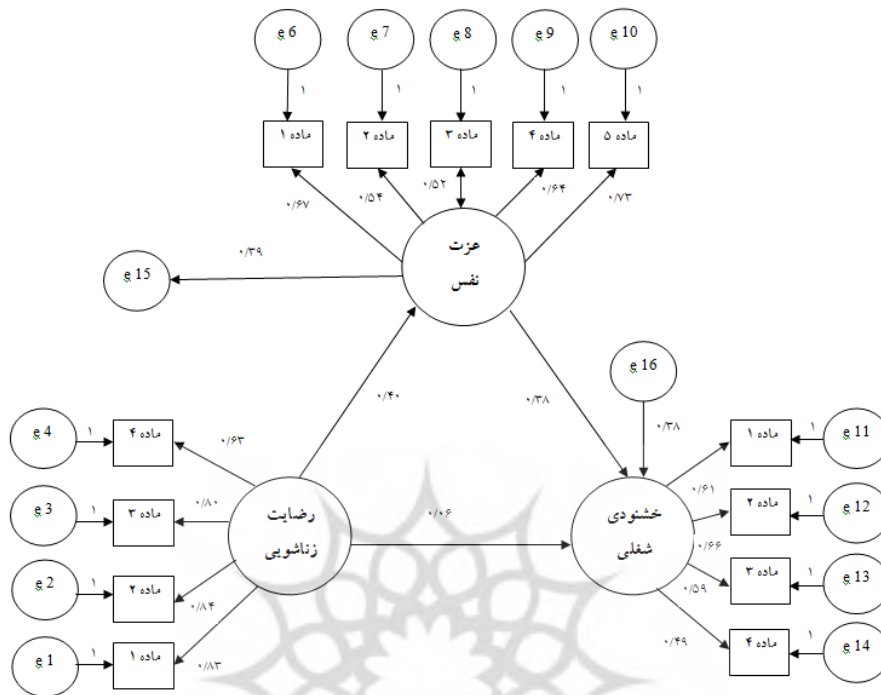 e 6
e 7
e 8
e 9
e 10
۱
۱
۱
۱
۱
ماده ۱
ماده ۲
ماده ۳
ماده ۴
ماده ۵
۰/۶۷
۰/۵۴
۰/۵۲
۰/۶۴
۰/۷۳
عزت
نفس
e 15
۰/۳۹
e 16
۰/۴۰
۰/۳۸
۰/۳۸
e 4
۱
ماده ۴
۰/۶۳
ماده ۱
۱
e 11
۰/۶۱
e 3
۱
ماده ۳
۰/۸۰
رضایت
زناشویی
۰/۰۶
خشنودی
شغلی
ماده ۲
۱
e 12
۰/۶۶
e 2
۱
ماده ۲
۰/۸۴
ماده ۳
۱
e 13
۰/۵۹
e 1
۱
ماده ۱
۰/۸۳
۰/۴۹
ماده ۴
۱
e 14